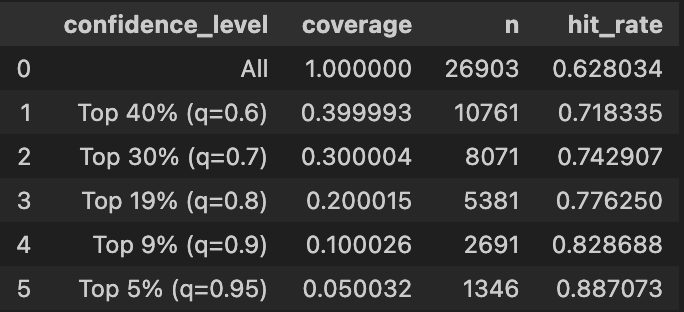 confidence_level coverage n hit_rate
0 All 1.000000 26903 0.628034
1 Top 40% (q=0.6) 0.399993 10761 0.718335
2 Top 30% (q=0.7) 0.300004 8071 0.742907
3 Top 19% (q=0.8) 0.200015 5381 0.776250
4 Top 9% (q=0.9) 0.100026 2691 0.828688
5 Top 5% (q=0.95) 0.050032 1346 0.887073